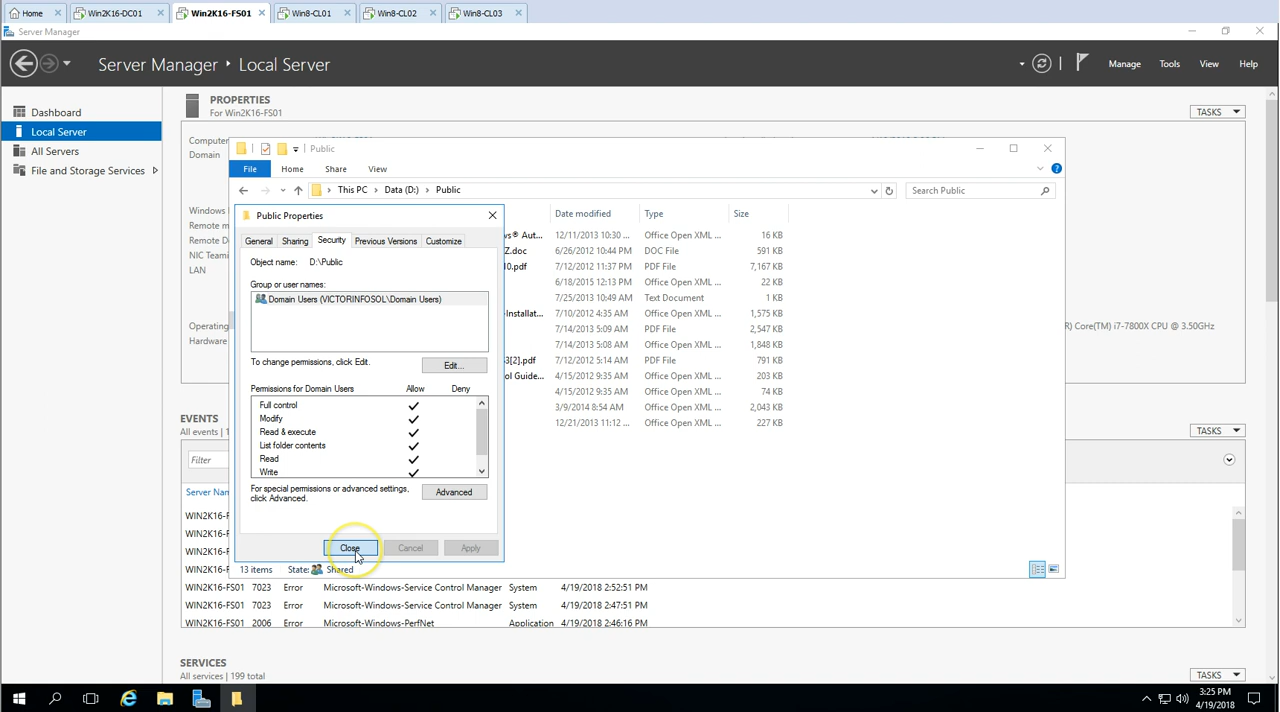 Home
Win2K16-DC01
Win2K16-FS01
Win8-CL01
Win8-CL02
Win8-CL03
Server Manager
Server Manager ‣ Local Server
Manage Tools View Help
Dashboard
Local Server
All Servers
File and Storage Services
PROPERTIES
For Win2K16-FS01
TASKS
Domain
Windows
NIC
LAN
Hardware
Core(TM) i7-7800X CPU @ 3.50GHz
Public
File Home Share View
This PC Data (D:) Public
Search Public
Date modified Type Size
12/11/2013 10:30 ... Office Open XML ... 16 KB
Z.doc 6/26/2012 10:44 PM DOC File 591 KB
10.pdf 7/12/2012 11:37 PM PDF File 7,167 KB
6/18/2015 12:13 PM Office Open XML ... 22 KB
7/25/2013 10:49 AM Text Document 1 KB
-Installat... 7/10/2012 4:35 AM Office Open XML ... 1,575 KB
7/14/2013 5:09 AM PDF File 2,547 KB
7/14/2013 5:08 AM Office Open XML ... 1,848 KB
3[2].pdf 7/12/2012 5:14 AM PDF File 791 KB
ol Guide... 4/15/2012 9:35 AM Office Open XML ... 203 KB
4/15/2012 9:35 AM Office Open XML ... 74 KB
3/9/2014 8:54 AM Office Open XML ... 2,043 KB
12/21/2013 11:12 ... Office Open XML ... 227 KB
13 items State: Shared
Public Properties
General Sharing Security Previous Versions Customize
Object name: D:\Public
Group or user names:
Domain Users (VICTORINFOSOL\Domain Users)
To change permissions, click Edit.
Edit...
Permissions for Domain Users Allow Deny
Full control
Modify
Read & execute
List folder contents
Read
Write
For special permissions or advanced settings,
click Advanced.
Advanced
Close Cancel Apply
EVENTS
All events |
TASKS
Filter
WIN2K16-FS01 7023 Error Microsoft-Windows-Service Control Manager System 4/19/2018 2:52:51 PM
WIN2K16-FS01 7023 Error Microsoft-Windows-Service Control Manager System 4/19/2018 2:47:51 PM
WIN2K16-FS01 2006 Error Microsoft-Windows-PerfNet Application 4/19/2018 2:46:16 PM
SERVICES
All services | 199 total
TASKS
3:25 PM
4/19/2018